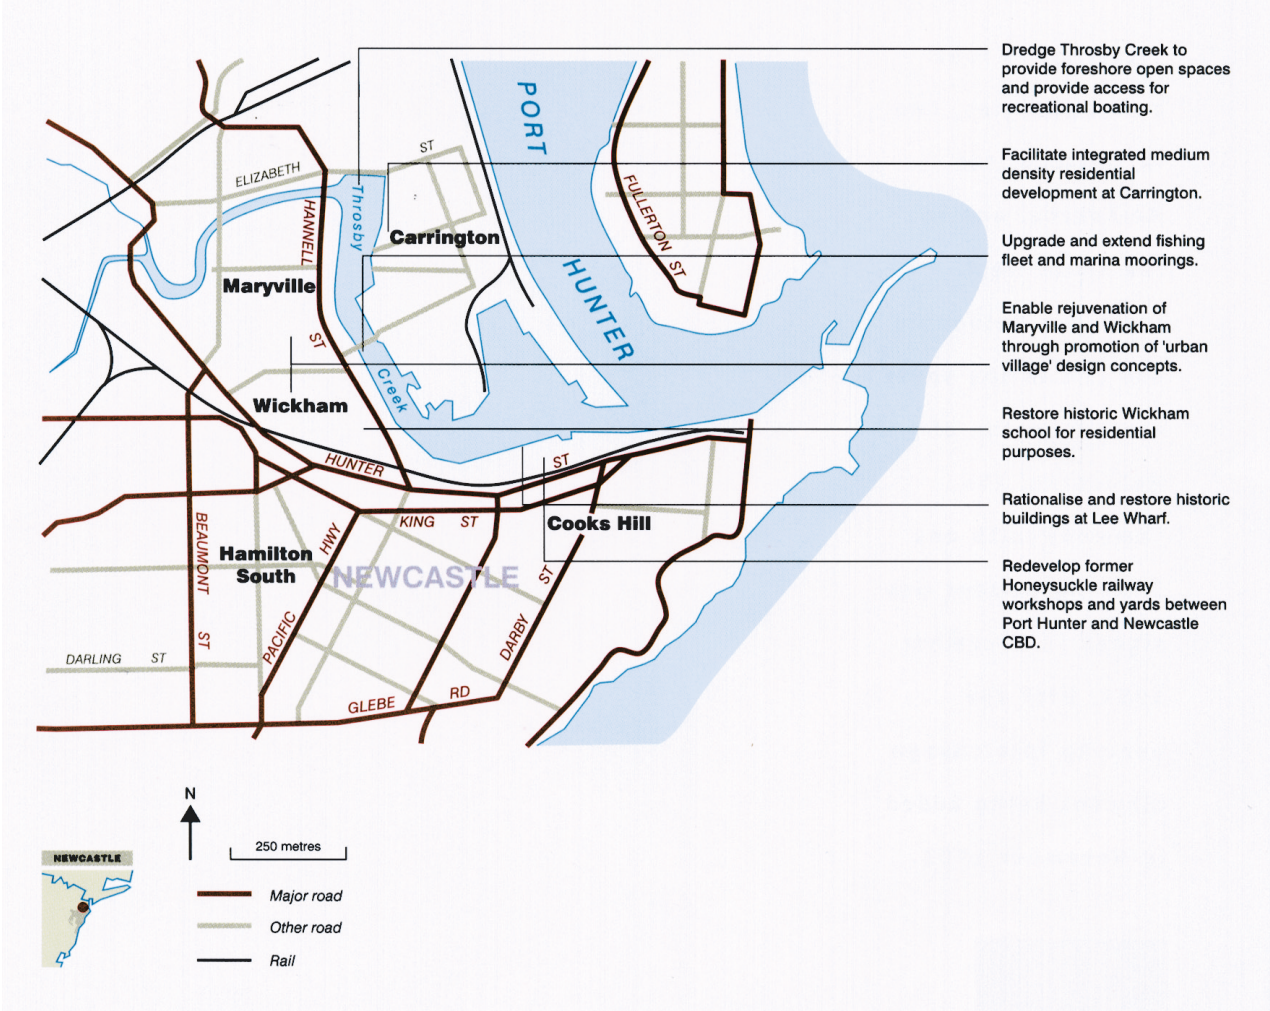 Dredge Throsby Creek to
provide foreshore open spaces
and provide access for
recreational boating.
Facilitate integrated medium
density residential
development at Carrington.
Upgrade and extend fishing
fleet and marina moorings.
Enable rejuvenation of
Maryville and Wickham
through promotion of 'urban
village' design concepts.
Restore historic Wickham
school for residential
purposes.
Rationalise and restore historic
buildings at Lee Wharf.
Redevelop former
Honeysuckle railway
workshops and yards between
Port Hunter and Newcastle
CBD.
PORT
HUNTER
ELIZABETH ST
HANNELL ST
Throsby
Creek
FULLERTON ST
Carrington
Maryville
Wickham
HUNTER ST
KING ST
Cooks Hill
BEAUMONT ST
Hamilton
South
PACIFIC HWY
NEWCASTLE
DARBY ST
DARLING ST
GLEBE RD
N
250 metres
NEWCASTLE
Major road
Other road
Rail